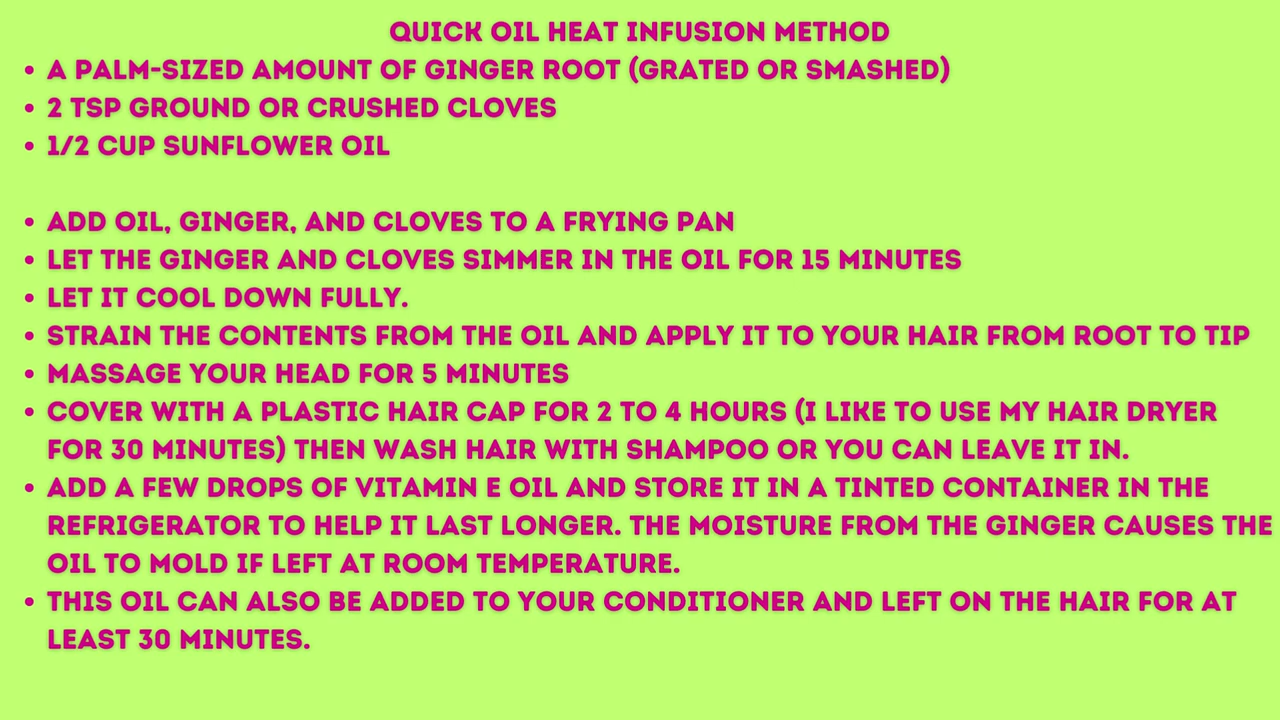 QUICK OIL HEAT INFUSION METHOD
• A PALM-SIZED AMOUNT OF GINGER ROOT (GRATED OR SMASHED)
• 2 TSP GROUND OR CRUSHED CLOVES
• 1/2 CUP SUNFLOWER OIL
• ADD OIL, GINGER, AND CLOVES TO A FRYING PAN
• LET THE GINGER AND CLOVES SIMMER IN THE OIL FOR 15 MINUTES
• LET IT COOL DOWN FULLY.
• STRAIN THE CONTENTS FROM THE OIL AND APPLY IT TO YOUR HAIR FROM ROOT TO TIP
• MASSAGE YOUR HEAD FOR 5 MINUTES
• COVER WITH A PLASTIC HAIR CAP FOR 2 TO 4 HOURS (I LIKE TO USE MY HAIR DRYER
FOR 30 MINUTES) THEN WASH HAIR WITH SHAMPOO OR YOU CAN LEAVE IT IN.
• ADD A FEW DROPS OF VITAMIN E OIL AND STORE IT IN A TINTED CONTAINER IN THE
REFRIGERATOR TO HELP IT LAST LONGER. THE MOISTURE FROM THE GINGER CAUSES THE
OIL TO MOLD IF LEFT AT ROOM TEMPERATURE.
• THIS OIL CAN ALSO BE ADDED TO YOUR CONDITIONER AND LEFT ON THE HAIR FOR AT
LEAST 30 MINUTES.